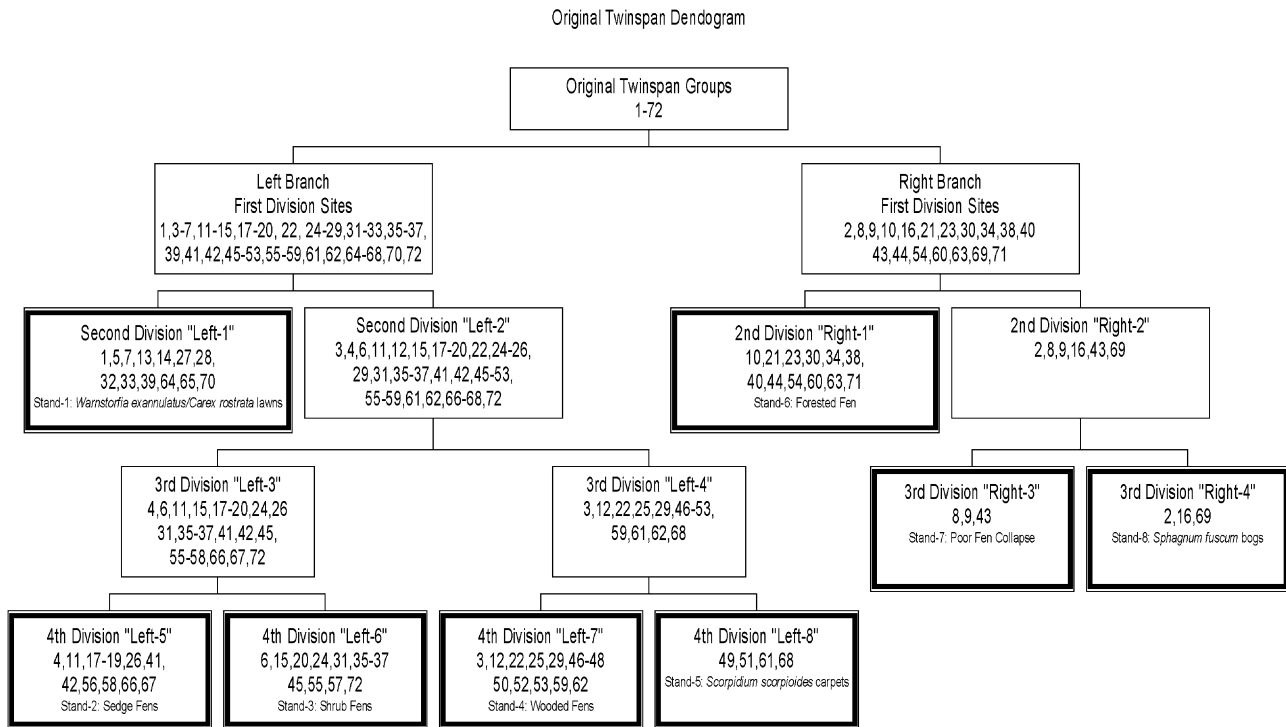 Original Twinspan Dendogram
Original Twinspan Groups
1-72
Left Branch
First Division Sites
1,3-7,11-15,17-20, 22, 24-29,31-33,35-37,
39,41,42,45-53,55-59,61,62,64-68,70,72
Right Branch
First Division Sites
2,8,9,10,16,21,23,30,34,38,40
43,44,54,60,63,69,71
Second Division "Left-1"
1,5,7,13,14,27,28,
32,33,39,64,65,70
Stand-1: Warnstorfia exannulatus/Carex rostrata lawns
Second Division "Left-2"
3,4,6,11,12,15,17-20,22,24-26,
29,31,35-37,41,42,45-53,
55-59,61,62,66-68,72
2nd Division "Right-1"
10,21,23,30,34,38,
40,44,54,60,63,71
Stand-6: Forested Fen
2nd Division "Right-2"
2,8,9,16,43,69
3rd Division "Left-3"
4,6,11,15,17-20,24,26
31,35-37,41,42,45,
55-58,66,67,72
3rd Division "Left-4"
3,12,22,25,29,46-53,
59,61,62,68
3rd Division "Right-3"
8,9,43
Stand-7: Poor Fen Collapse
3rd Division "Right-4"
2,16,69
Stand-8: Sphagnum fuscum bogs
4th Division "Left-5"
4,11,17-19,26,41,
42,56,58,66,67
Stand-2: Sedge Fens
4th Division "Left-6"
6,15,20,24,31,35-37
45,55,57,72
Stand-3: Shrub Fens
4th Division "Left-7"
3,12,22,25,29,46-48
50,52,53,59,62
Stand-4: Wooded Fens
4th Division "Left-8"
49,51,61,68
Stand-5: Scorpidium scorpioides carpets